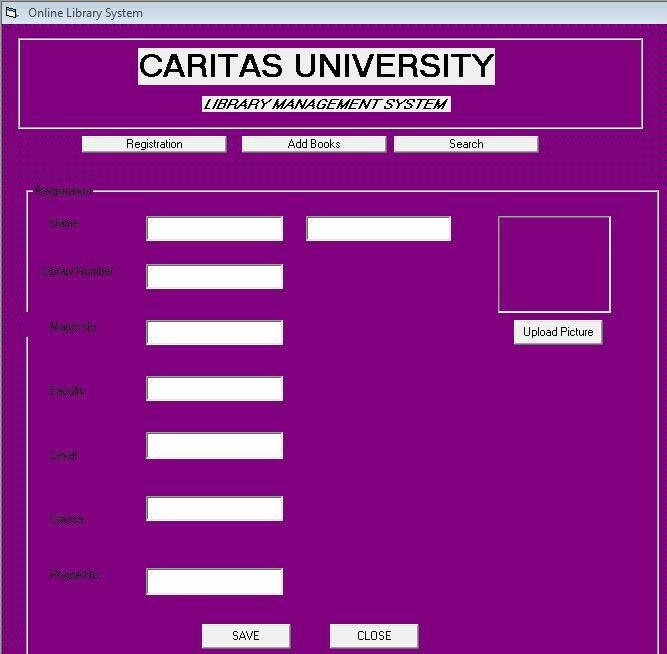 Online Library System
CARITAS UNIVERSITY
LIBRARY MANAGEMENT SYSTEM
Registration Add Books Search
Registration
Name
Library Number
Upload Picture
Matric No
Faculty
Level
Course
Phone No
SAVE CLOSE